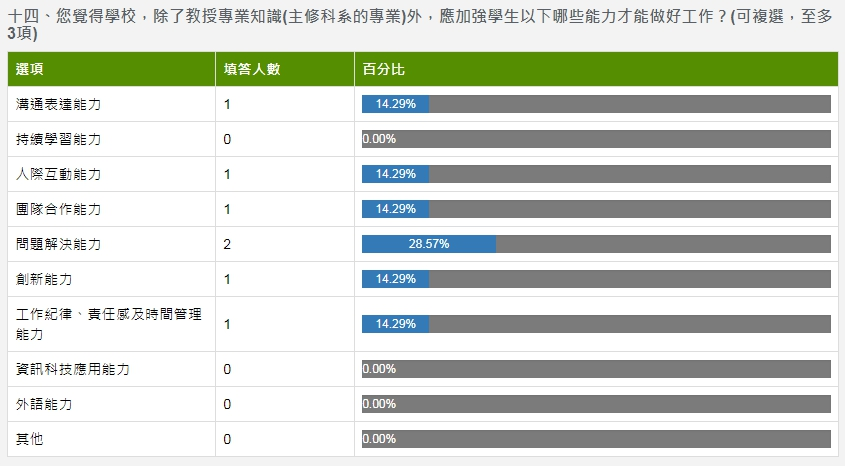 十四、您覺得學校，除了教授專業知識(主修科系的專業)外，應加強學生以下哪些能力才能做好工作？(可複選，至多
3項)
選項 填答人數 百分比
溝通表達能力 1 14.29%
持續學習能力 0 0.00%
人際互動能力 1 14.29%
團隊合作能力 1 14.29%
問題解決能力 2 28.57%
創新能力 1 14.29%
工作紀律、責任感及時間管理
能力 1 14.29%
資訊科技應用能力 0 0.00%
外語能力 0 0.00%
其他 0 0.00%